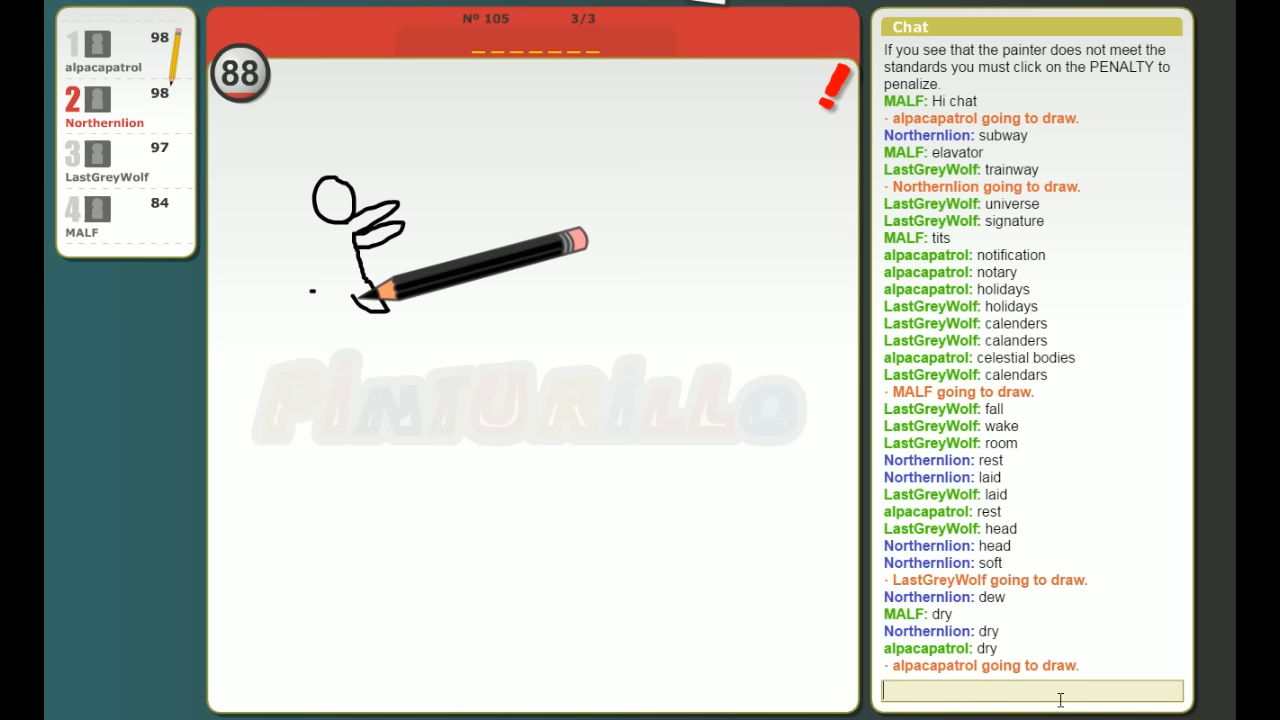 1
98
alpacapatrol
2
98
Northernlion
3
97
LastGreyWolf
4
84
MALF
Nº 105 3/3
_ _ _ _ _ _ _
88
!
PINTURILLO
Chat
If you see that the painter does not meet the
standards you must click on the PENALTY to
penalize.
MALF: Hi chat
· alpacapatrol going to draw.
Northernlion: subway
MALF: elavator
LastGreyWolf: trainway
· Northernlion going to draw.
LastGreyWolf: universe
LastGreyWolf: signature
MALF: tits
alpacapatrol: notification
alpacapatrol: notary
alpacapatrol: holidays
LastGreyWolf: holidays
LastGreyWolf: calenders
LastGreyWolf: calanders
alpacapatrol: celestial bodies
LastGreyWolf: calendars
· MALF going to draw.
LastGreyWolf: fall
LastGreyWolf: wake
LastGreyWolf: room
Northernlion: rest
Northernlion: laid
LastGreyWolf: laid
alpacapatrol: rest
LastGreyWolf: head
Northernlion: head
Northernlion: soft
· LastGreyWolf going to draw.
Northernlion: dew
MALF: dry
Northernlion: dry
alpacapatrol: dry
· alpacapatrol going to draw.